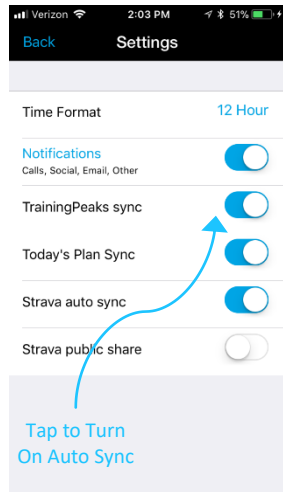 Verizon 2:03 PM 51%
Back Settings
Time Format 12 Hour
Notifications
Calls, Social, Email, Other
TrainingPeaks sync
Today's Plan Sync
Strava auto sync
Strava public share
Tap to Turn
On Auto Sync